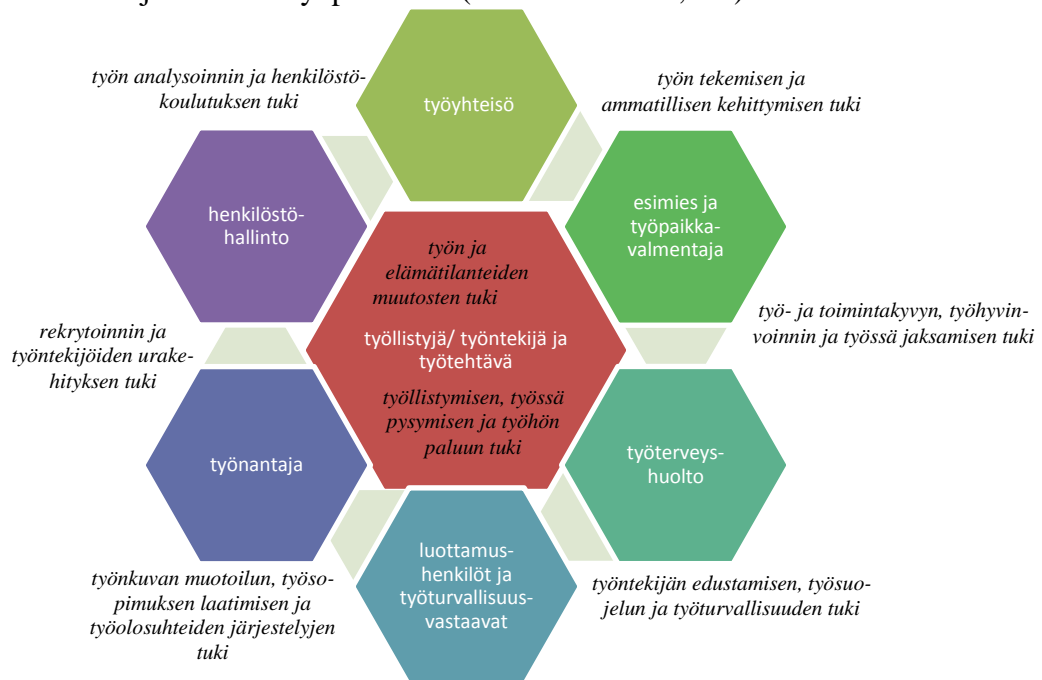 työn analysoinnin ja henkilöstö-
koulutuksen tuki
työyhteisö
työn tekemisen ja
ammatillisen kehittymisen tuki
henkilöstö-
hallinto
esimies ja
työpaikka-
valmentaja
työn ja
elämätilanteiden
muutosten tuki
rekrytoinnin ja
työntekijöiden urake-
hityksen tuki
työllistyjä/ työntekijä ja
työtehtävä
työ- ja toimintakyvyn, työhyvin-
voinnin ja työssä jaksamisen tuki
työllistymisen, työssä
pysymisen ja työhön
paluun tuki
työnantaja
työterveys-
huolto
luottamus-
henkilöt ja
työturvallisuus-
vastaavat
työnkuvan muotoilun, työso-
pimuksen laatimisen ja
työolosuhteiden järjestelyjen
tuki
työntekijän edustamisen, työsuo-
jelun ja työturvallisuuden tuki